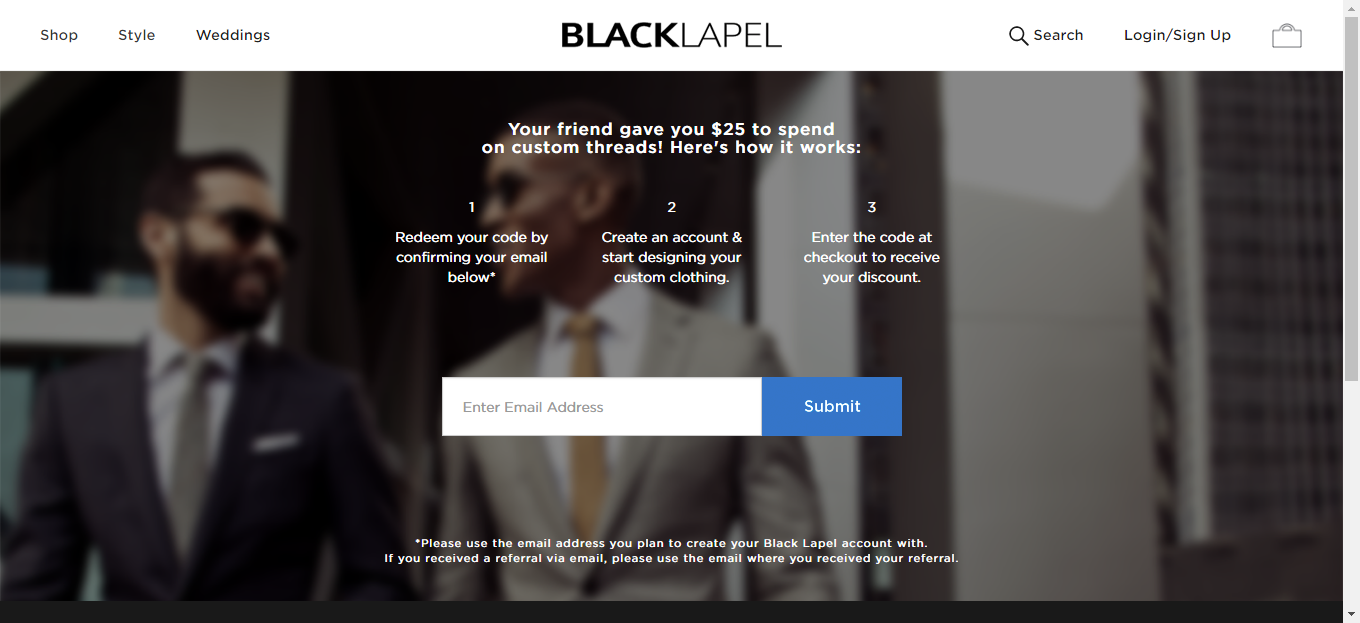 Shop Style Weddings BLACKLAPEL Search Login/Sign Up
Your friend gave you $25 to spend
on custom threads! Here's how it works:
1
Redeem your code by
confirming your email
below*
2
Create an account &
start designing your
custom clothing.
3
Enter the code at
checkout to receive
your discount.
Enter Email Address Submit
*Please use the email address you plan to create your Black Lapel account with.
If you received a referral via email, please use the email where you received your referral.